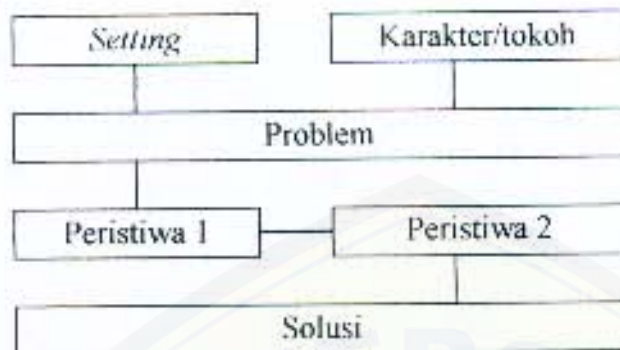 Setting
Karakter/tokoh
Problem
Peristiwa 1
Peristiwa 2
Solusi